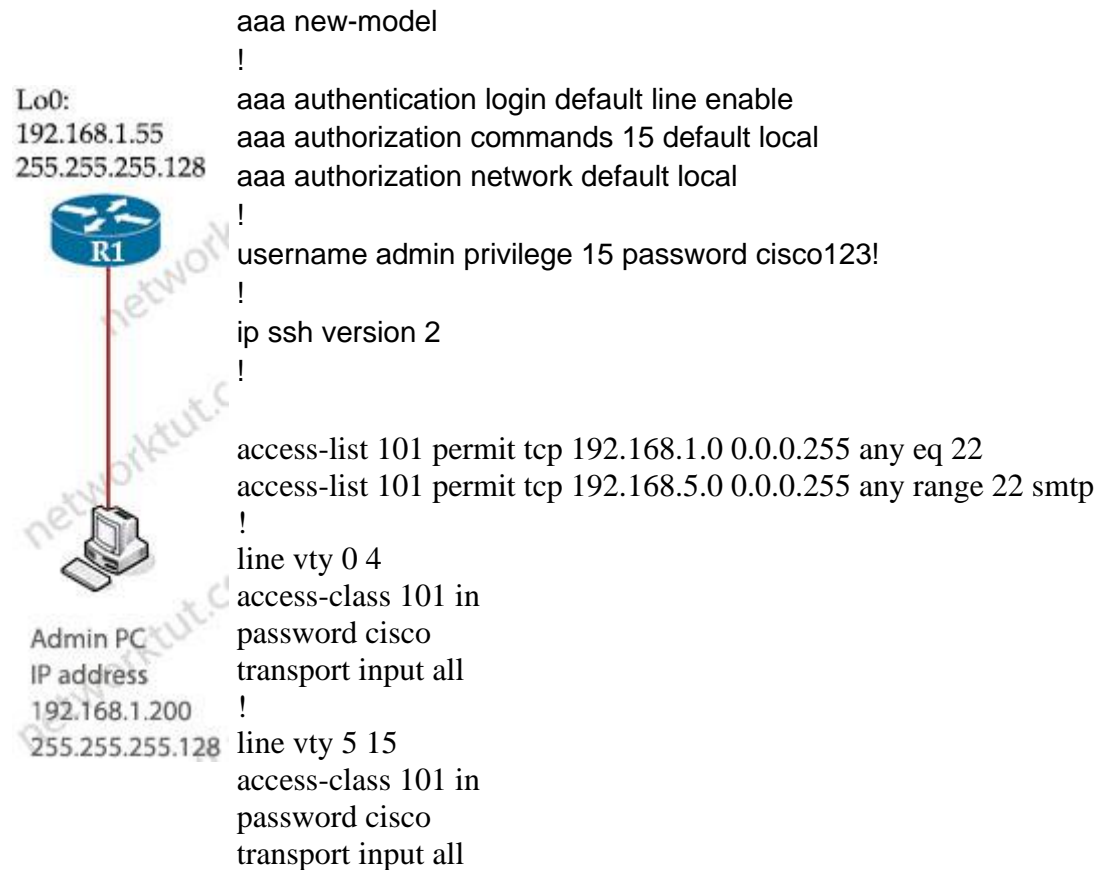 aaa new-model
!
aaa authentication login default line enable
aaa authorization commands 15 default local
aaa authorization network default local
!
username admin privilege 15 password cisco123!
!
ip ssh version 2
!
access-list 101 permit tcp 192.168.1.0 0.0.0.255 any eq 22
access-list 101 permit tcp 192.168.5.0 0.0.0.255 any range 22 smtp
!
line vty 0 4
access-class 101 in
password cisco
transport input all
!
line vty 5 15
access-class 101 in
password cisco
transport input all
Lo0:
192.168.1.55
255.255.255.128
R1
Admin PC
IP address
192.168.1.200
255.255.255.128